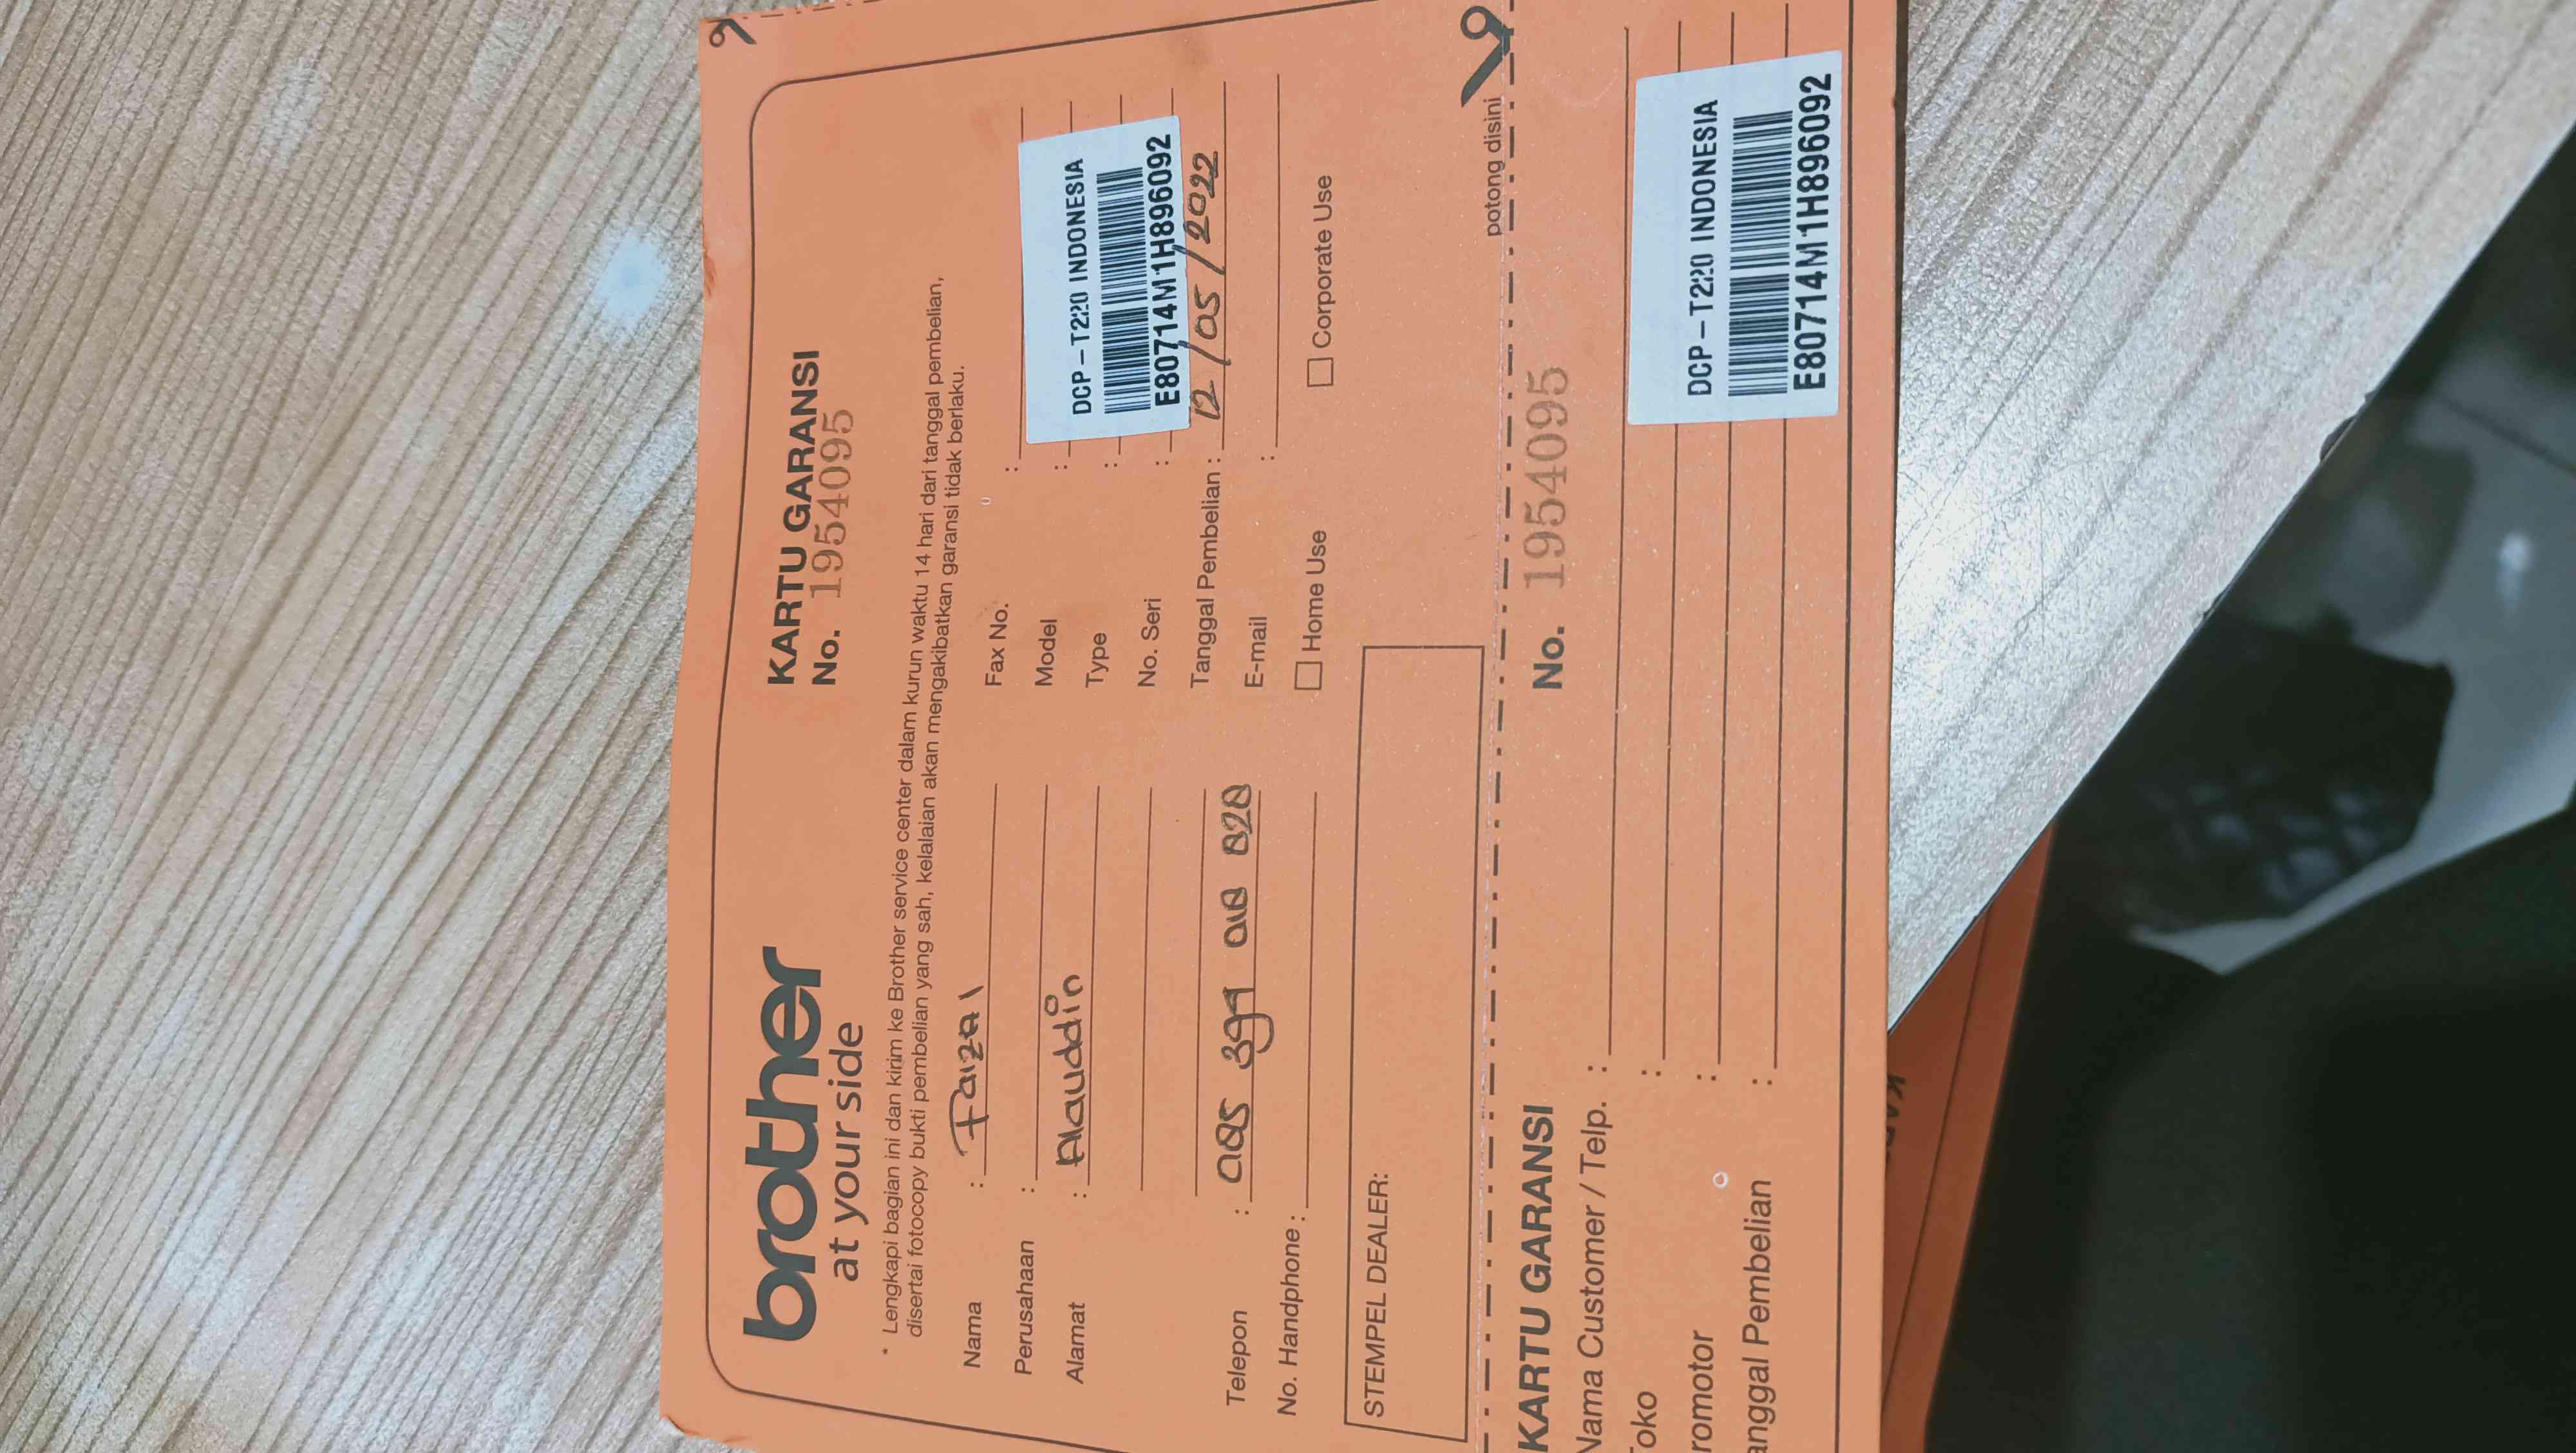 brother
at your side
KARTU GARANSI
No. 1954095
* Lengkapi bagian ini dan kirim ke Brother service center dalam kurun waktu 14 hari dari tanggal pembelian,
disertai fotocopy bukti pembelian yang sah, kelalaian akan mengakibatkan garansi tidak berlaku.
Nama : Faizal
Perusahaan :
Alamat : Alauddin
Telepon : 085 399 018 828
No. Handphone :
Fax No. :
Model :
Type :
No. Seri :
DCP-T220 INDONESIA
E80714M1H896092
Tanggal Pembelian : 12/05/2022
E-mail :
Home Use
Corporate Use
STEMPEL DEALER:
potong disini
KARTU GARANSI
No. 1954095
Nama Customer / Telp. :
Toko :
romotor :
anggal Pembelian :
DCP-T220 INDONESIA
E80714M1H896092